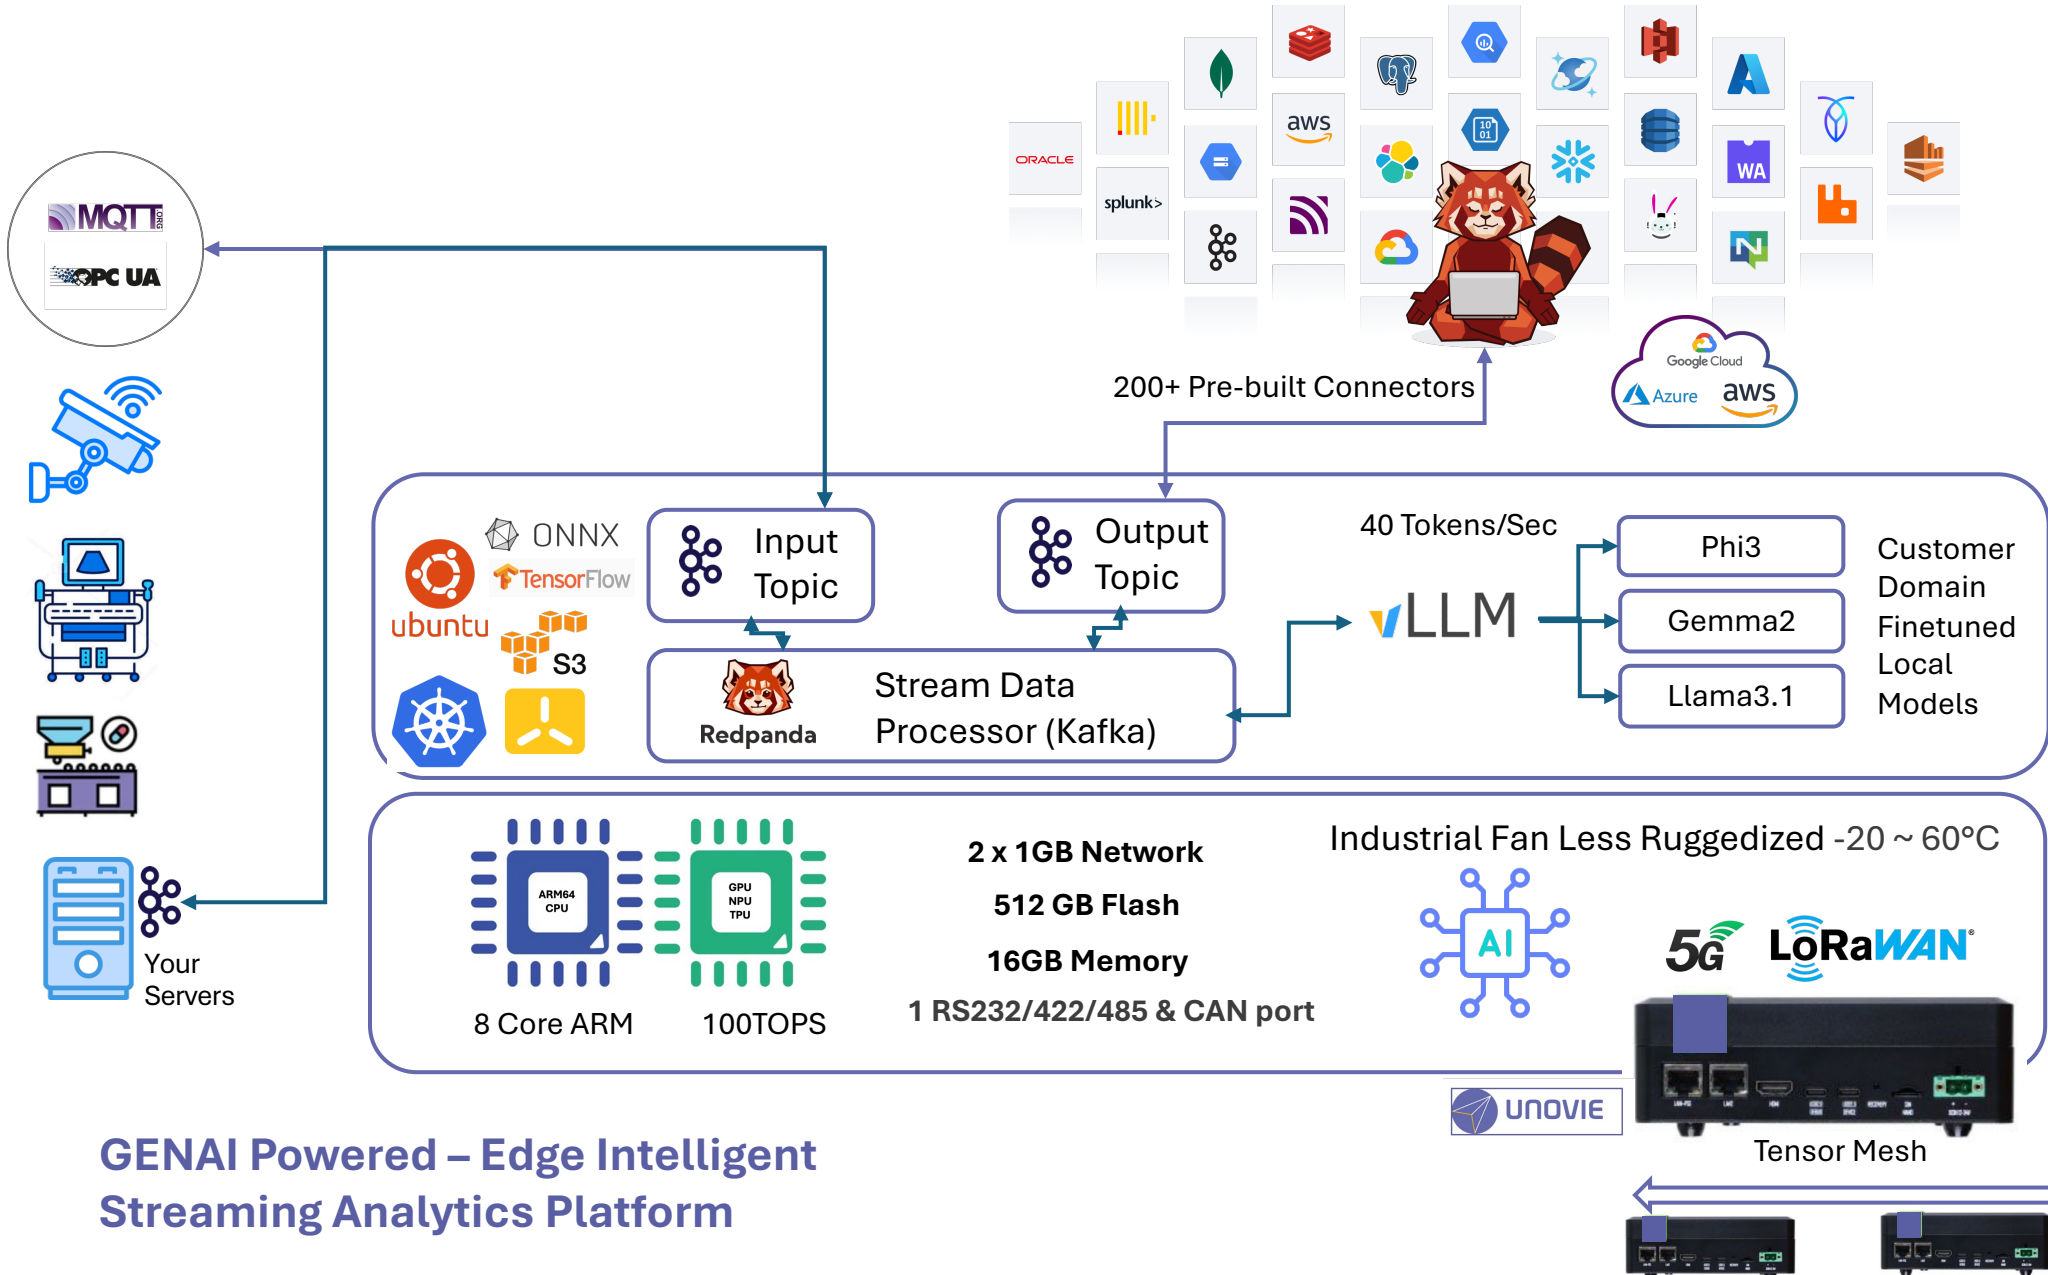 ORACLE
splunk>
aws
10
01
WA
MQTT
.ORG
OPC UA
200+ Pre-built Connectors
Google Cloud
Azure
aws
ONNX
TensorFlow
ubuntu
S3
Input
Topic
Output
Topic
Redpanda
Stream Data
Processor (Kafka)
40 Tokens/Sec
vLLM
Phi3
Gemma2
Llama3.1
Customer
Domain
Finetuned
Local
Models
Your
Servers
ARM64
CPU
GPU
NPU
TPU
8 Core ARM
100TOPS
2 x 1GB Network
512 GB Flash
16GB Memory
1 RS232/422/485 & CAN port
Industrial Fan Less Ruggedized -20 ~ 60°C
AI
5G
LoRaWAN®
UNOVIE
Tensor Mesh
GENAI Powered – Edge Intelligent
Streaming Analytics Platform